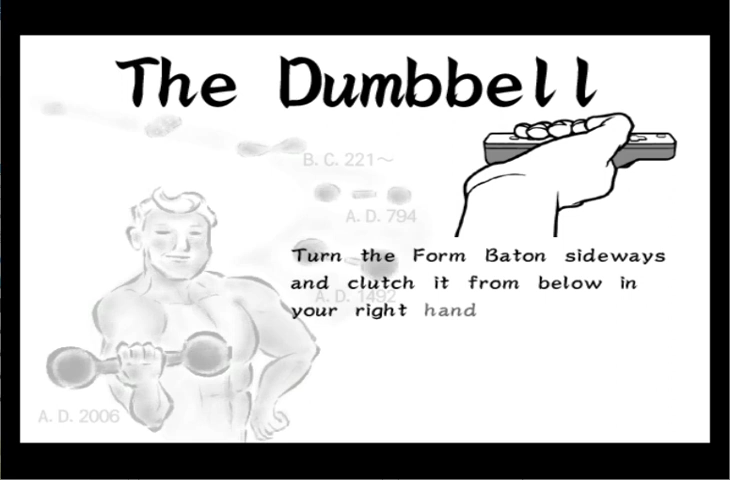 The Dumbbell
B. C. 221～
A. D. 794
Turn the Form Baton sideways
and clutch it from below in
A. D. 1492
your right hand
A. D. 2006